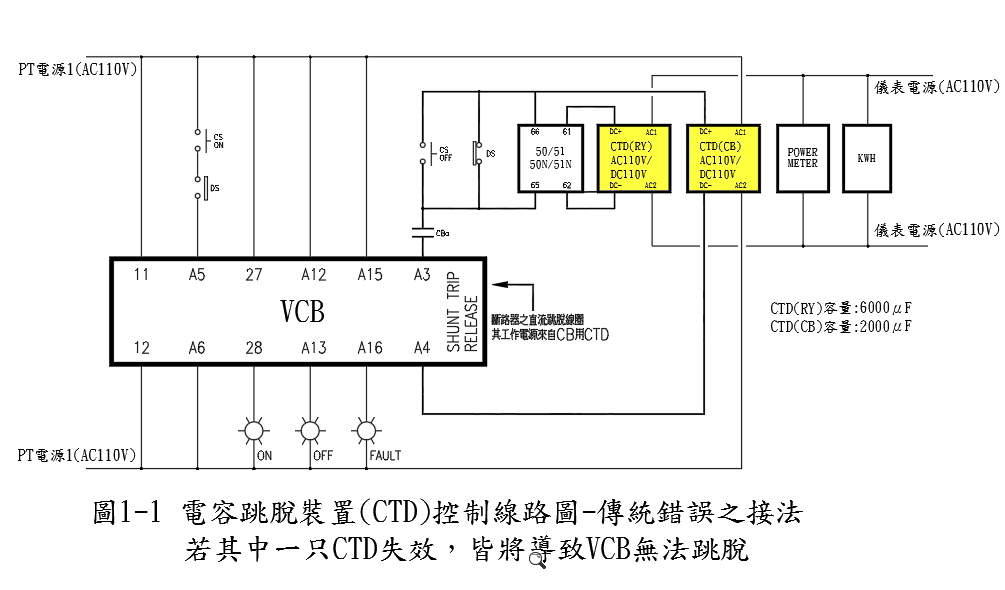 PT電源1(AC110V)
儀表電源(AC110V)
CS
ON
DS
CS
OFF
DS
66 61
50/51
50N/51N
65 62
DC+ AC1
CTD(RY)
AC110V/
DC110V
DC- AC2
DC+ AC1
CTD(CB)
AC110V/
DC110V
DC- AC2
POWER
METER
KWH
CBa
儀表電源(AC110V)
11 A5 27 A12 A15 A3
VCB
SHUNT TRIP
RELEASE
12 A6 28 A13 A16 A4
斷路器之直流跳脫線圈
其工作電源來自CB用CTD
CTD(RY)容量:6000μF
CTD(CB)容量:2000μF
ON
OFF
FAULT
PT電源1(AC110V)
圖1-1 電容跳脫裝置(CTD)控制線路圖-傳統錯誤之接法
若其中一只CTD失效，皆將導致VCB無法跳脫